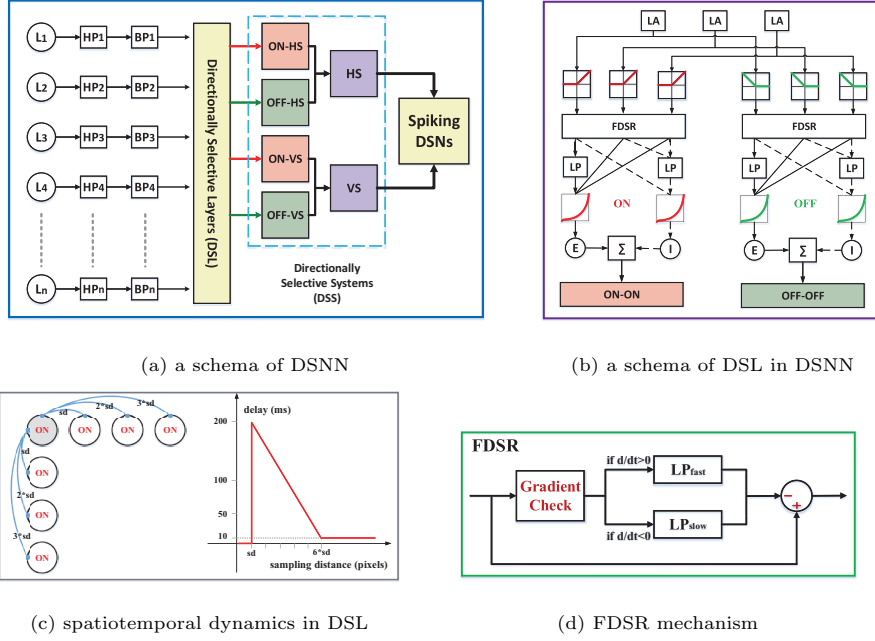 L1 HP1 BP1
L2 HP2 BP2
L3 HP3 BP3
L4 HP4 BP4
Ln HPn BPn
Directionally Selective Layers (DSL)
ON-HS
OFF-HS
ON-VS
OFF-VS
HS
VS
Spiking
DSNs
Directionally
Selective Systems
(DSS)
(a) a schema of DSNN
LA LA LA
FDSR FDSR
LP LP LP LP
ON OFF
E Σ I E Σ I
ON-ON OFF-OFF
(b) a schema of DSL in DSNN
sd 2*sd 3*sd
ON ON ON ON
sd
ON
2*sd
ON
3*sd
ON
delay (ms)
200
100
50
10
sd 6*sd
sampling distance (pixels)
(c) spatiotemporal dynamics in DSL
FDSR
Gradient
Check
if d/dt>0
LPfast
if d/dt<0
LPslow
-
+
(d) FDSR mechanism